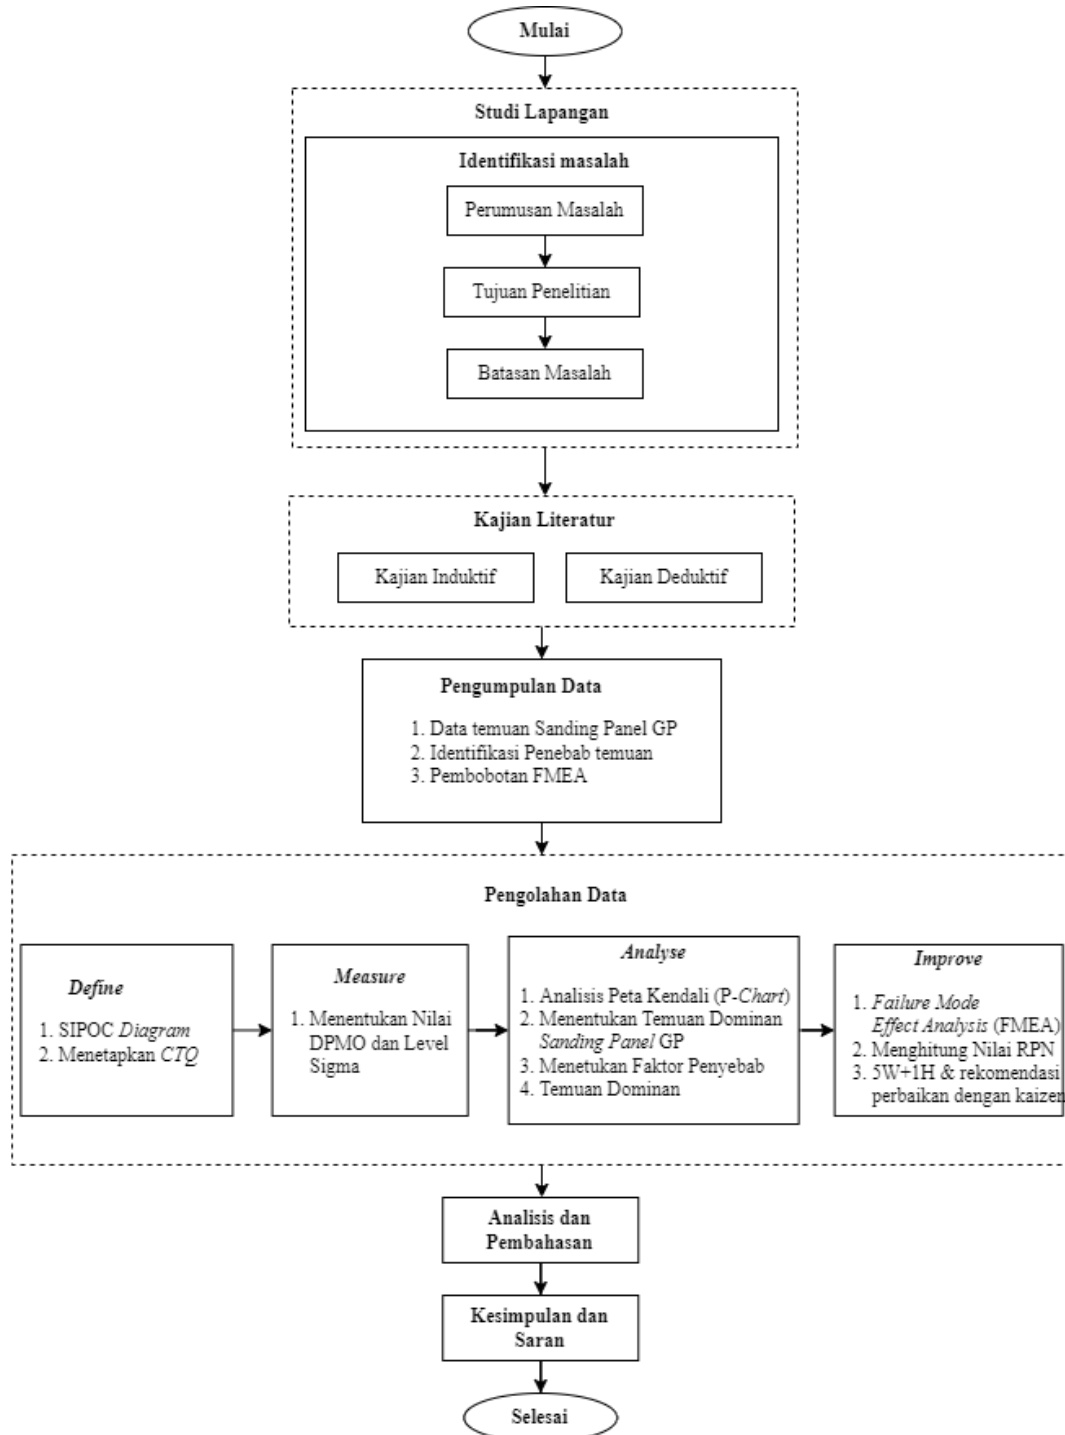 Mulai
Studi Lapangan
Identifikasi masalah
Perumusan Masalah
Tujuan Penelitian
Batasan Masalah
Kajian Literatur
Kajian Induktif
Kajian Deduktif
Pengumpulan Data
1. Data temuan Sanding Panel GP
2. Identifikasi Penebab temuan
3. Pembobotan FMEA
Pengolahan Data
Define
1. SIPOC Diagram
2. Menetapkan CTQ
Measure
1. Menentukan Nilai
DPMO dan Level
Sigma
Analyse
1. Analisis Peta Kendali (P-Chart)
2. Menentukan Temuan Dominan
Sanding Panel GP
3. Menetukan Faktor Penyebab
4. Temuan Dominan
Improve
1. Failure Mode
Effect Analysis (FMEA)
2. Menghitung Nilai RPN
3. 5W+1H & rekomendasi
perbaikan dengan kaizen
Analisis dan
Pembahasan
Kesimpulan dan
Saran
Selesai